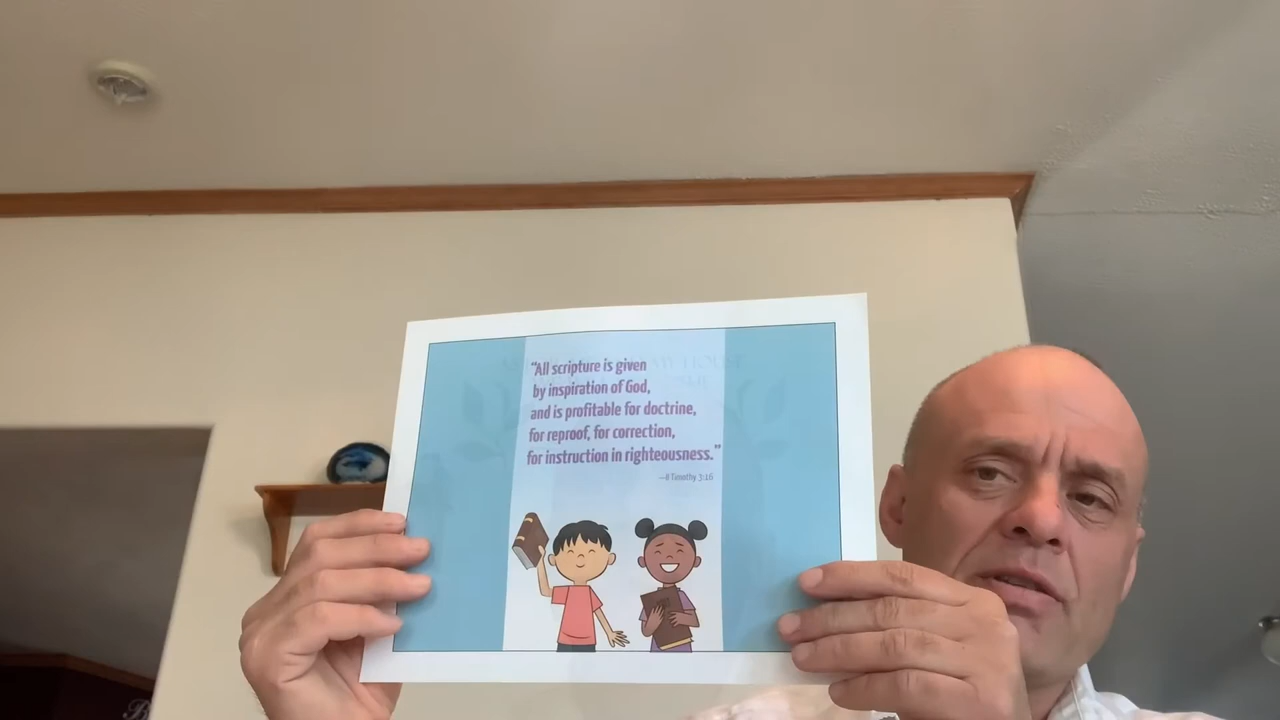 “All scripture is given
by inspiration of God,
and is profitable for doctrine,
for reproof, for correction,
for instruction in righteousness.”
—II Timothy 3:16